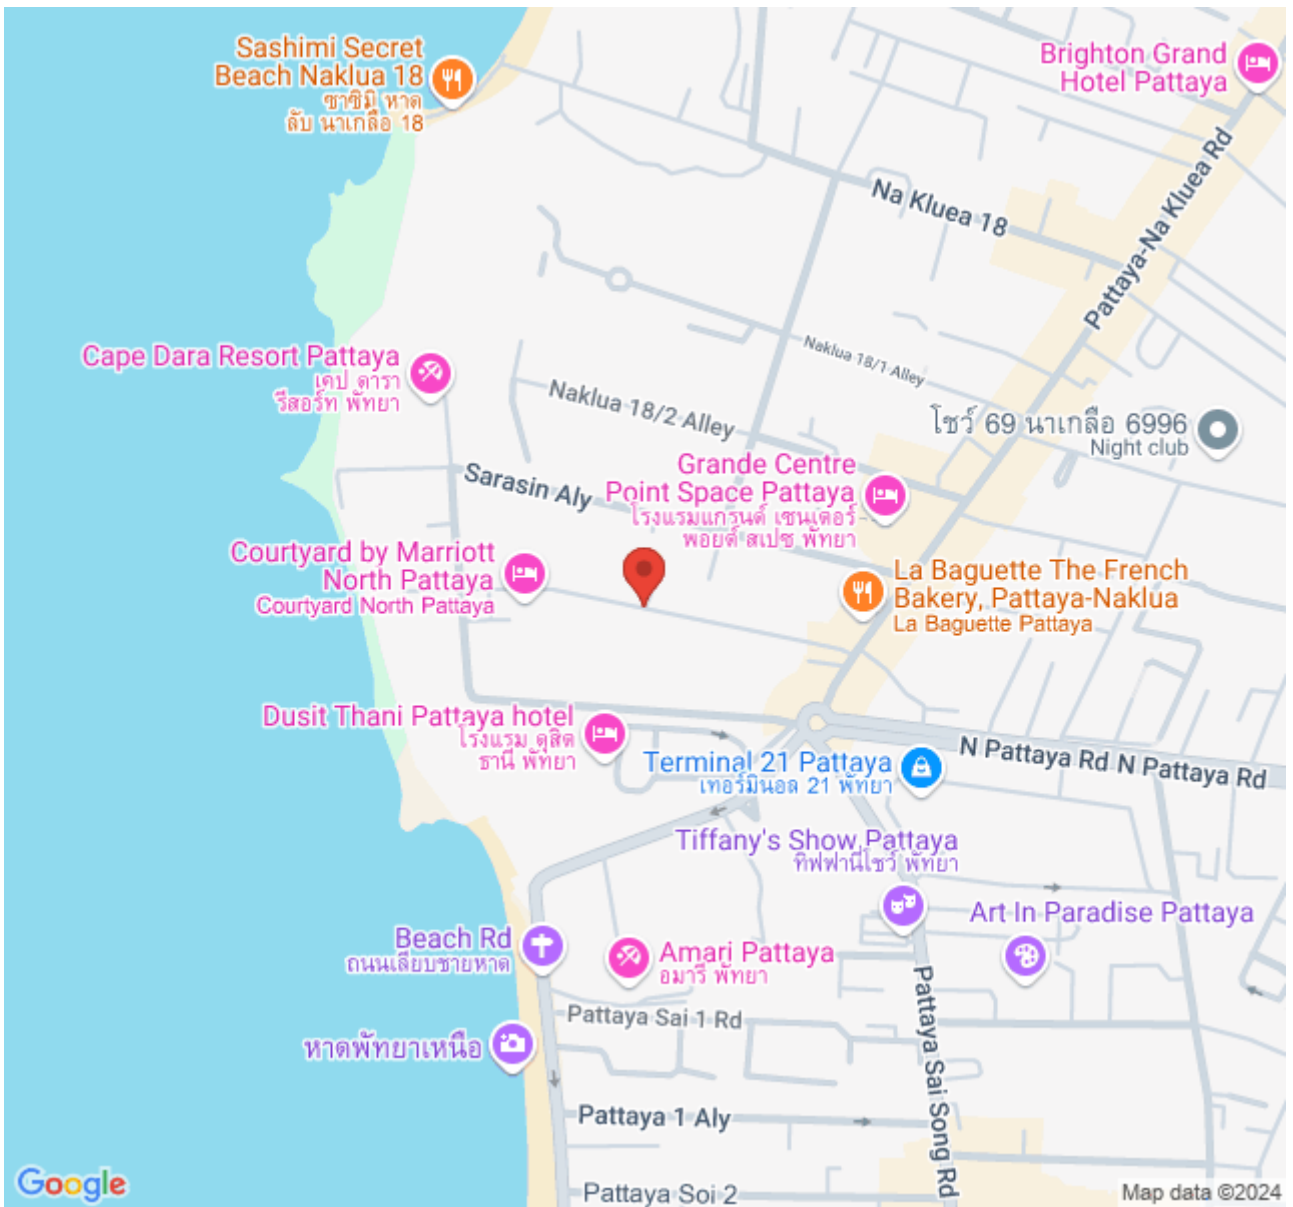 Sashimi Secret
Beach Naklua 18
ซาซิมิ หาด
ลับ นาเกลือ 18
Brighton Grand
Hotel Pattaya
Na Kluea 18
Pattaya-Na Kluea Rd
Naklua 18/1 Alley
Cape Dara Resort Pattaya
เคป ดารา
รีสอร์ท พัทยา
Naklua 18/2 Alley
โชว์ 69 นาเกลือ 6996
Night club
Sarasin Aly
Grande Centre
Point Space Pattaya
โรงแรมแกรนด์ เซนเตอร์
พอยต์ สเปซ พัทยา
Courtyard by Marriott
North Pattaya
Courtyard North Pattaya
La Baguette The French
Bakery, Pattaya-Naklua
La Baguette Pattaya
Dusit Thani Pattaya hotel
โรงแรม ดุสิต
ธานี พัทยา
N Pattaya Rd
N Pattaya Rd
Terminal 21 Pattaya
เทอร์มินอล 21 พัทยา
Tiffany's Show Pattaya
ทิฟฟานี่โชว์ พัทยา
Art In Paradise Pattaya
Beach Rd
ถนนเลียบชายหาด
Amari Pattaya
อมารี พัทยา
Pattaya Sai 1 Rd
หาดพัทยาเหนือ
Pattaya Sai Song Rd
Pattaya 1 Aly
Pattaya Soi 2
Google
Map data ©2024